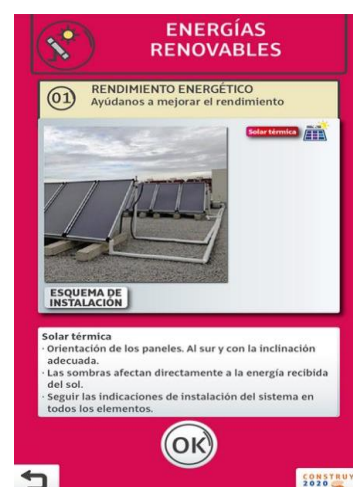 ENERGÍAS
RENOVABLES
01
RENDIMIENTO ENERGÉTICO
Ayúdanos a mejorar el rendimiento
Solar térmica
ESQUEMA DE
INSTALACIÓN
Solar térmica
· Orientación de los paneles. Al sur y con la inclinación
adecuada.
· Las sombras afectan directamente a la energía recibida
del sol.
· Seguir las indicaciones de instalación del sistema en
todos los elementos.
OK
CONSTRUY
2020